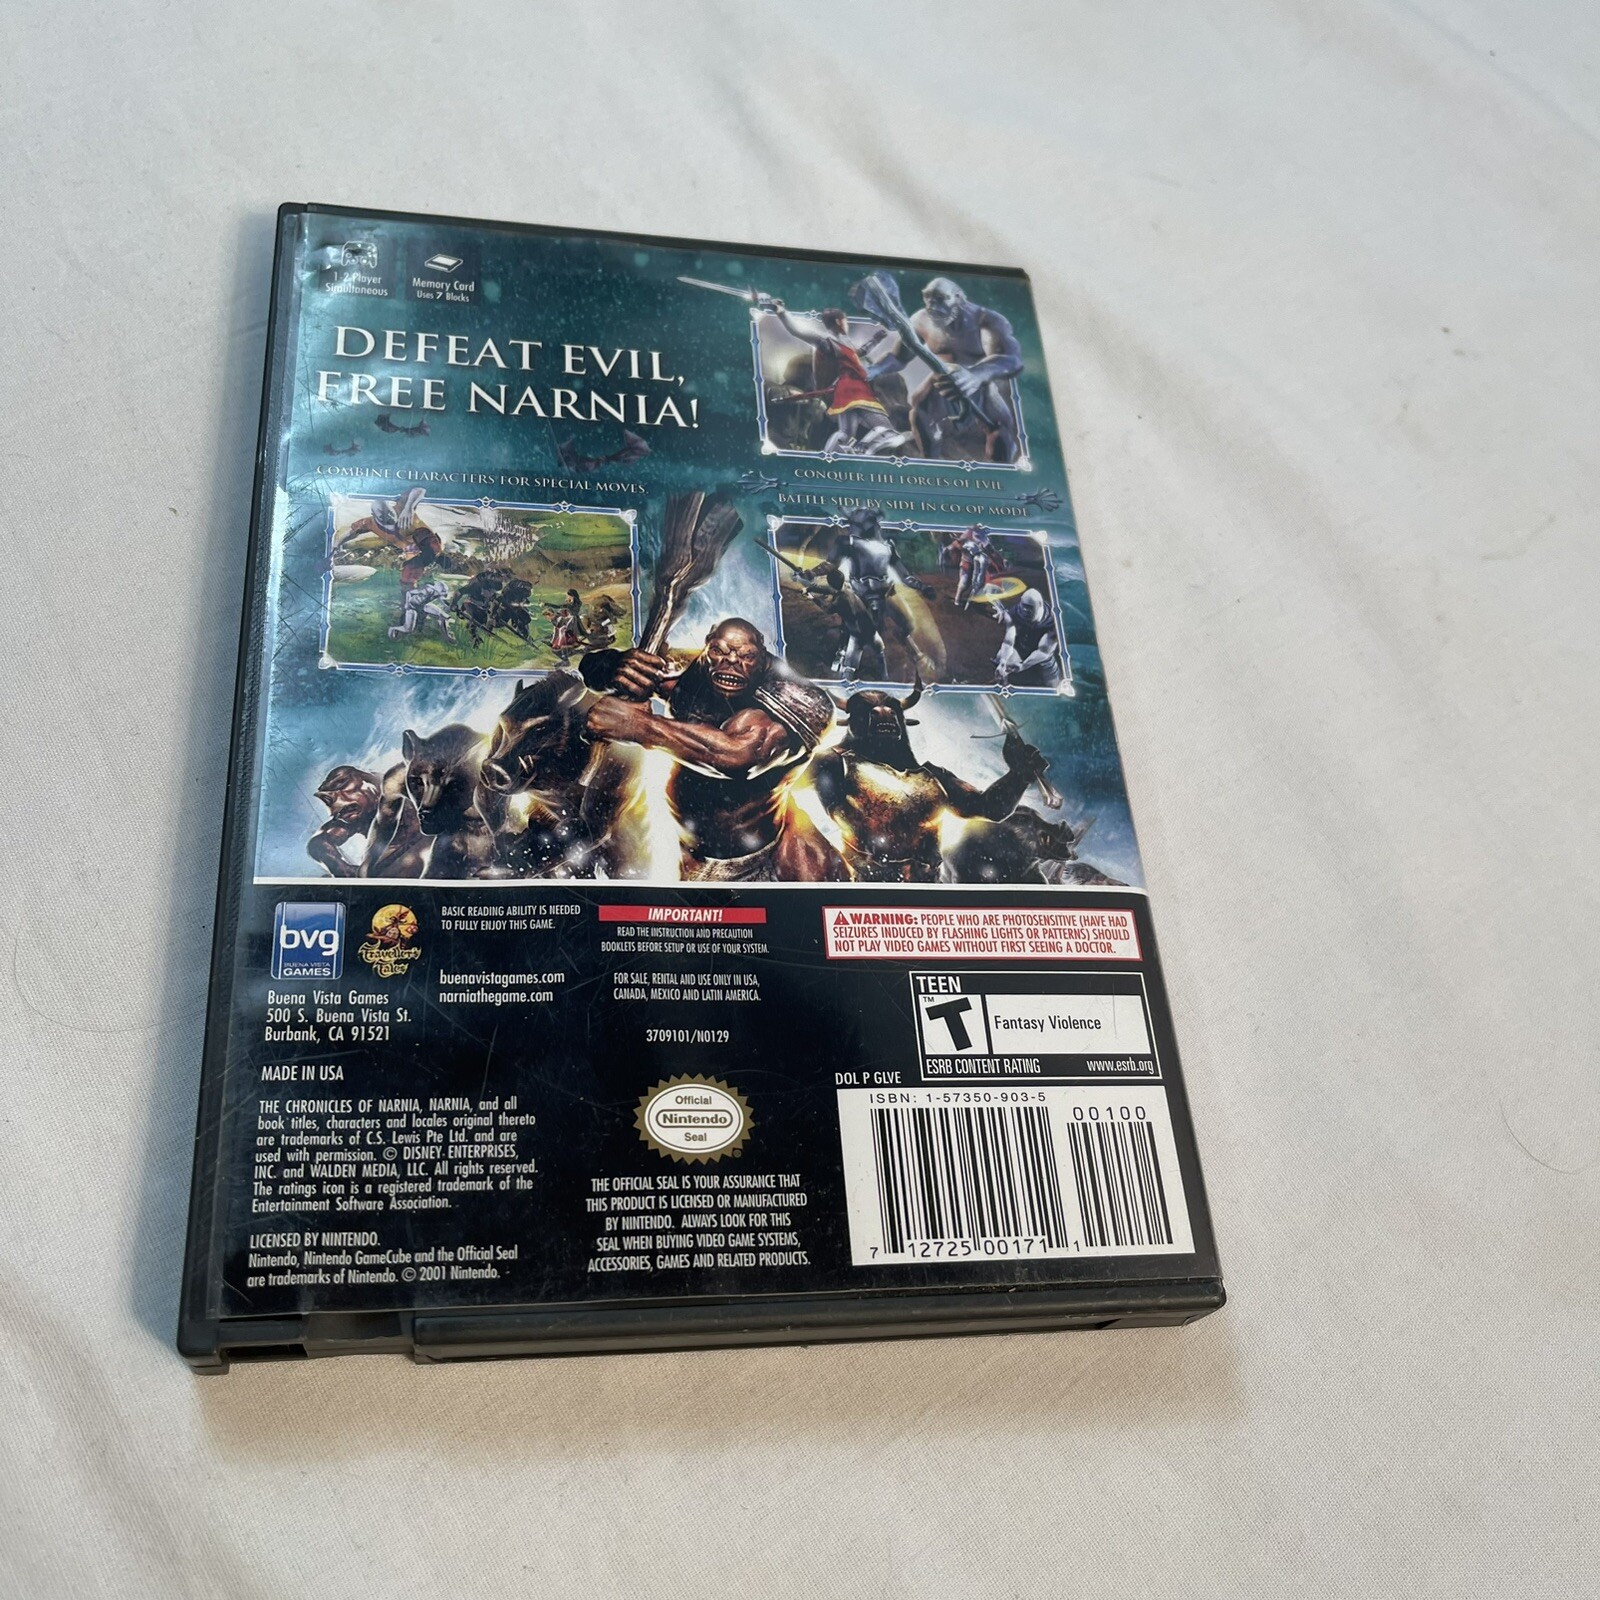 1-2 Player
Simultaneous
Memory Card
Uses 7 Blocks
DEFEAT EVIL,
FREE NARNIA!
COMBINE CHARACTERS FOR SPECIAL MOVES.
CONQUER THE FORCES OF EVIL
BATTLE SIDE BY SIDE IN CO-OP MODE.
bvg
BUENA VISTA
GAMES
Traveller's
Tales
BASIC READING ABILITY IS NEEDED
TO FULLY ENJOY THIS GAME.
buenavistagames.com
narniathegame.com
IMPORTANT!
READ THE INSTRUCTION AND PRECAUTION
BOOKLETS BEFORE SETUP OR USE OF YOUR SYSTEM.
FOR SALE, RENTAL AND USE ONLY IN USA,
CANADA, MEXICO AND LATIN AMERICA.
3709101/N0129
WARNING: PEOPLE WHO ARE PHOTOSENSITIVE (HAVE HAD
SEIZURES INDUCED BY FLASHING LIGHTS OR PATTERNS) SHOULD
NOT PLAY VIDEO GAMES WITHOUT FIRST SEEING A DOCTOR.
TEEN
T
TM
Fantasy Violence
ESRB CONTENT RATING www.esrb.org
Buena Vista Games
500 S. Buena Vista St.
Burbank, CA 91521
MADE IN USA
THE CHRONICLES OF NARNIA, NARNIA, and all
book titles, characters and locales original thereto
are trademarks of C.S. Lewis Pte Ltd. and are
used with permission. © DISNEY ENTERPRISES,
INC. and WALDEN MEDIA, LLC. All rights reserved.
The ratings icon is a registered trademark of the
Entertainment Software Association.
LICENSED BY NINTENDO.
Nintendo, Nintendo GameCube and the Official Seal
are trademarks of Nintendo. © 2001 Nintendo.
Official
Nintendo
Seal
®
THE OFFICIAL SEAL IS YOUR ASSURANCE THAT
THIS PRODUCT IS LICENSED OR MANUFACTURED
BY NINTENDO. ALWAYS LOOK FOR THIS
SEAL WHEN BUYING VIDEO GAME SYSTEMS,
ACCESSORIES, GAMES AND RELATED PRODUCTS.
DOL P GLVE
ISBN: 1-57350-903-5
00100
7 12725 00171 1